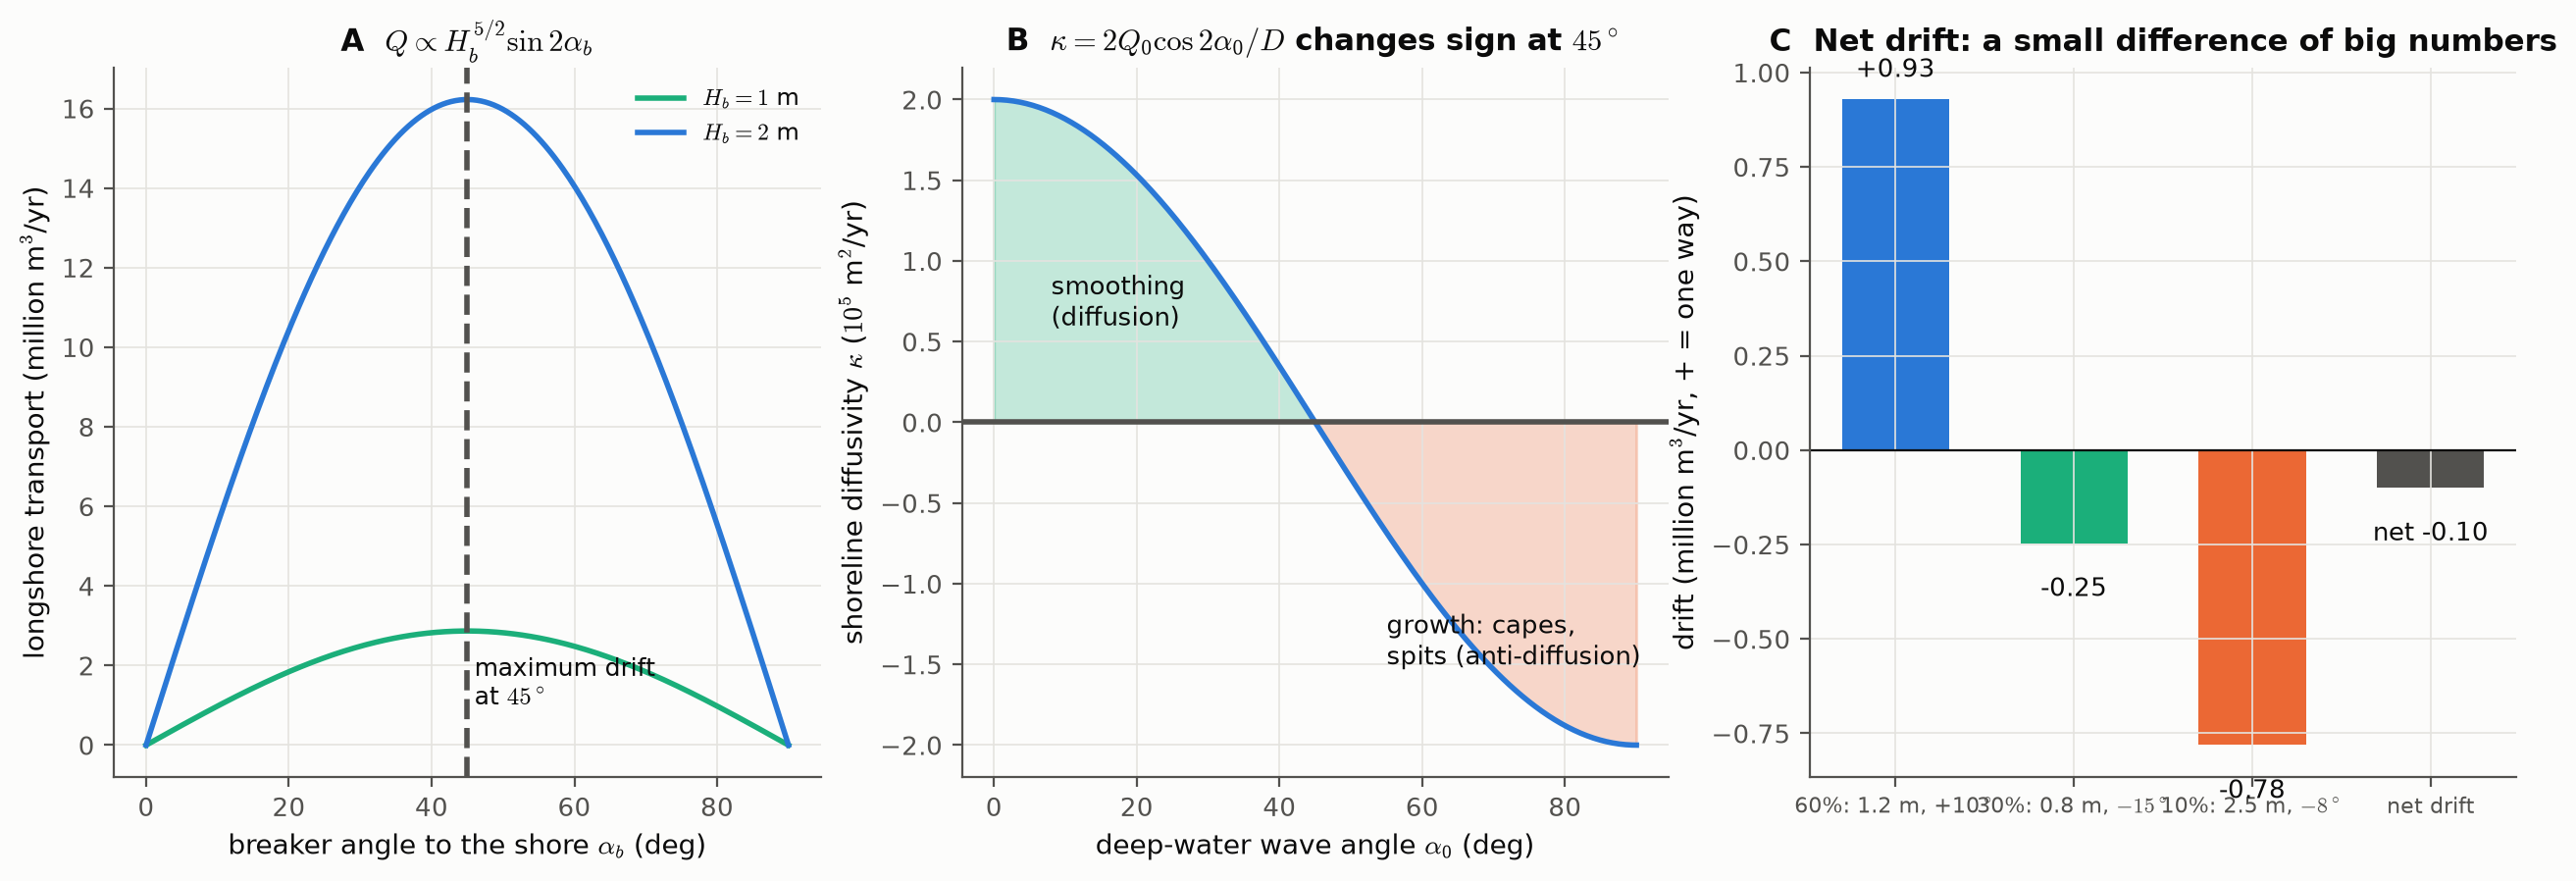 A Q ∝ H_b^{5/2} sin 2α_b
longshore transport (million m³/yr)
16
14
12
10
8
6
4
2
0
H_b = 1 m
H_b = 2 m
maximum drift
at 45°
0 20 40 60 80
breaker angle to the shore α_b (deg)
B κ = 2Q₀cos 2α₀/D changes sign at 45°
shoreline diffusivity κ (10⁵ m²/yr)
2.0
1.5
1.0
0.5
0.0
−0.5
−1.0
−1.5
−2.0
smoothing
(diffusion)
growth: capes,
spits (anti-diffusion)
0 20 40 60 80
deep-water wave angle α₀ (deg)
C Net drift: a small difference of big numbers
drift (million m³/yr, + = one way)
1.00
0.75
0.50
0.25
0.00
−0.25
−0.50
−0.75
+0.93
-0.25
-0.78
net -0.10
60%: 1.2 m, +10°
30%: 0.8 m, −15°
10%: 2.5 m, −8°
net drift